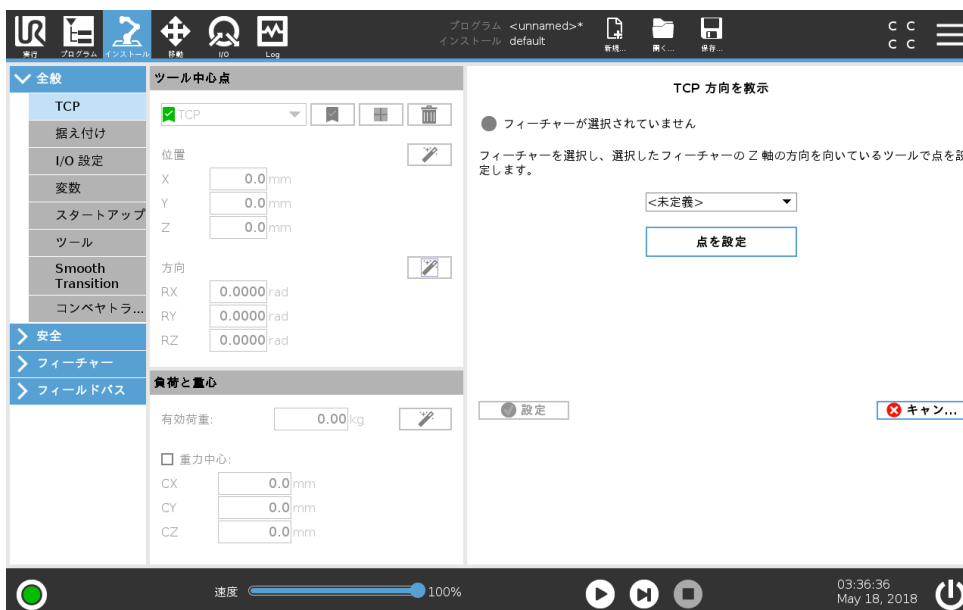 UR
実行
プログラム
インストール
移動
I/O
Log
プログラム <unnamed>*
インストール default
新規...
開く...
保存...
C C
C C
全般
TCP
据え付け
I/O 設定
変数
スタートアップ
ツール
Smooth
Transition
コンベヤトラ...
安全
フィーチャー
フィールドバス
ツール中心点
TCP
位置
X 0.0 mm
Y 0.0 mm
Z 0.0 mm
方向
RX 0.0000 rad
RY 0.0000 rad
RZ 0.0000 rad
負荷と重心
有効荷重: 0.00 kg
重力中心:
CX 0.0 mm
CY 0.0 mm
CZ 0.0 mm
TCP 方向を教示
フィーチャーが選択されていません
フィーチャーを選択し、選択したフィーチャーの Z 軸の方向を向いているツールで点を設
定します。
<未定義>
点を設定
設定
キャン...
速度 100%
03:36:36
May 18, 2018